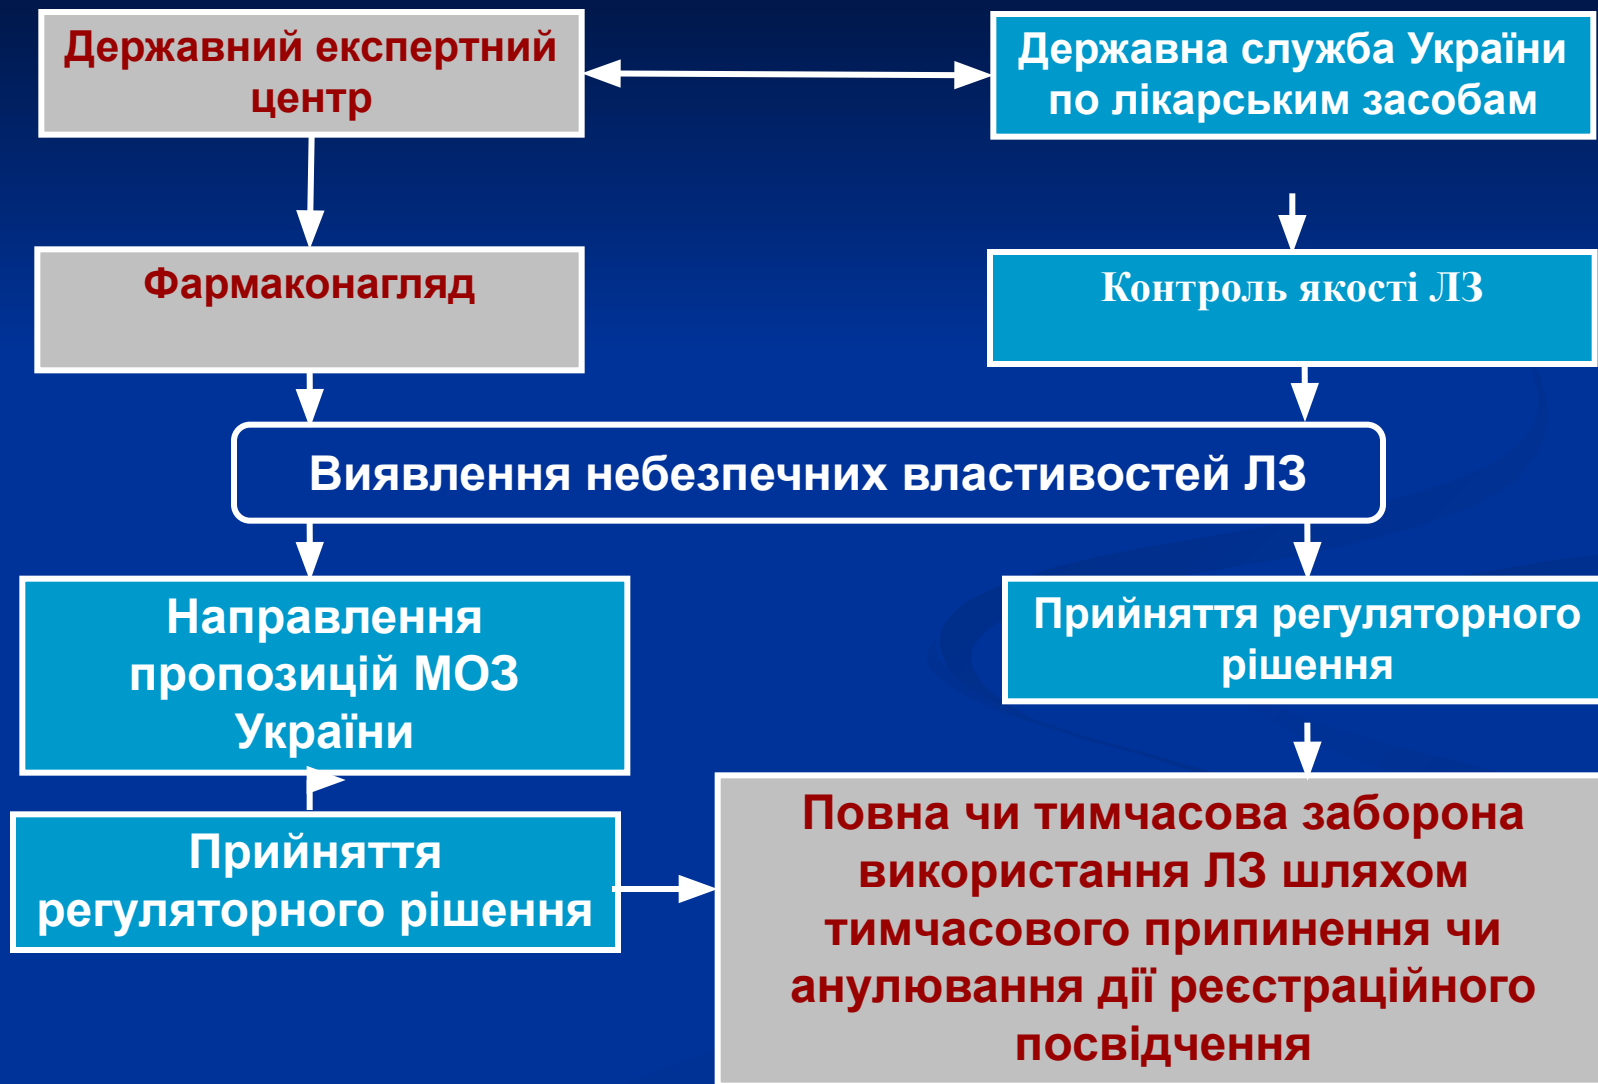 Державний експертний
центр
Державна служба України
по лікарським засобам
Фармаконагляд
Контроль якості ЛЗ
Виявлення небезпечних властивостей ЛЗ
Направлення
пропозицій МОЗ
України
Прийняття регуляторного
рішення
Прийняття
регуляторного рішення
Повна чи тимчасова заборона
використання ЛЗ шляхом
тимчасового припинення чи
анулювання дії реєстраційного
посвідчення